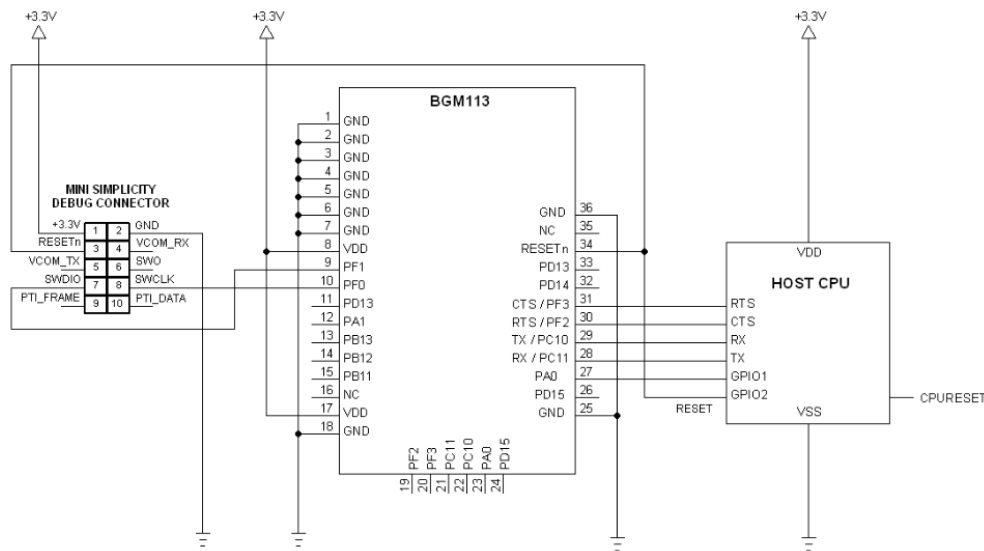 +3.3V
+3.3V
+3.3V
BGM113
MINI SIMPLICITY
DEBUG CONNECTOR
+3.3V 1 2 GND
RESETn 3 4 VCOM_RX
VCOM_TX 5 6 SWO
SWDIO 7 8 SWCLK
PTI_FRAME 9 10 PTI_DATA
1 GND
2 GND
3 GND
4 GND
5 GND
6 GND
7 GND
8 VDD
9 PF1
10 PF0
11 PD13
12 PA1
13 PB13
14 PB12
15 PB11
16 NC
17 VDD
18 GND
19 PF2
20 PF3
21 PC11
22 PC10
23 PA0
24 PD15
GND 36
NC 35
RESETn 34
PD13 33
PD14 32
CTS / PF3 31
RTS / PF2 30
TX / PC10 29
RX / PC11 28
PA0 27
PD15 26
GND 25
RESET
VDD
HOST CPU
RTS
CTS
RX
TX
GPIO1
GPIO2
VSS
CPURESET